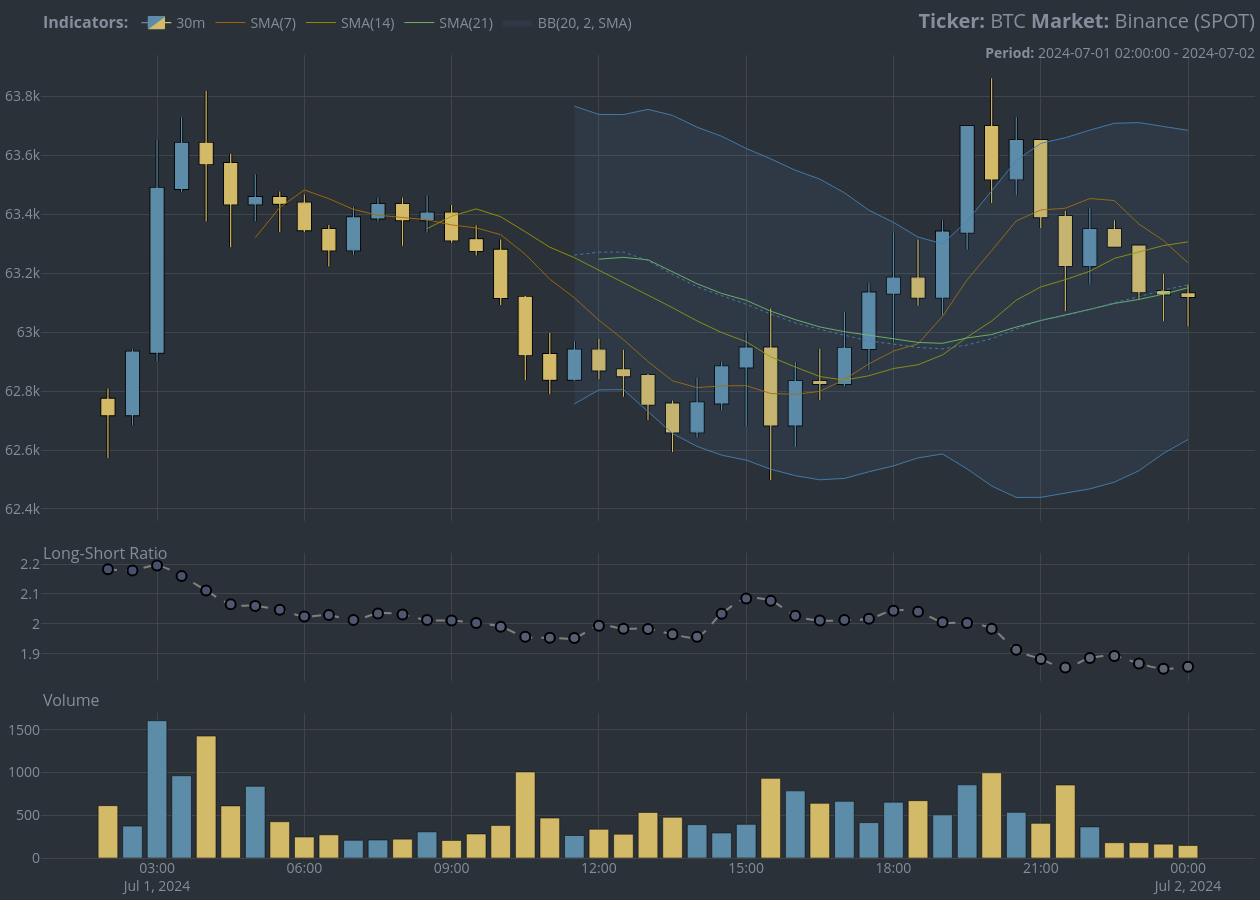 Indicators: 30m SMA(7) SMA(14) SMA(21) BB(20, 2, SMA)
Ticker: BTC Market: Binance (SPOT)
Period: 2024-07-01 02:00:00 - 2024-07-02
63.8k
63.6k
63.4k
63.2k
63k
62.8k
62.6k
62.4k
Long-Short Ratio
2.2
2.1
2
1.9
Volume
1500
1000
500
0
03:00 06:00 09:00 12:00 15:00 18:00 21:00 00:00
Jul 1, 2024 Jul 2, 2024